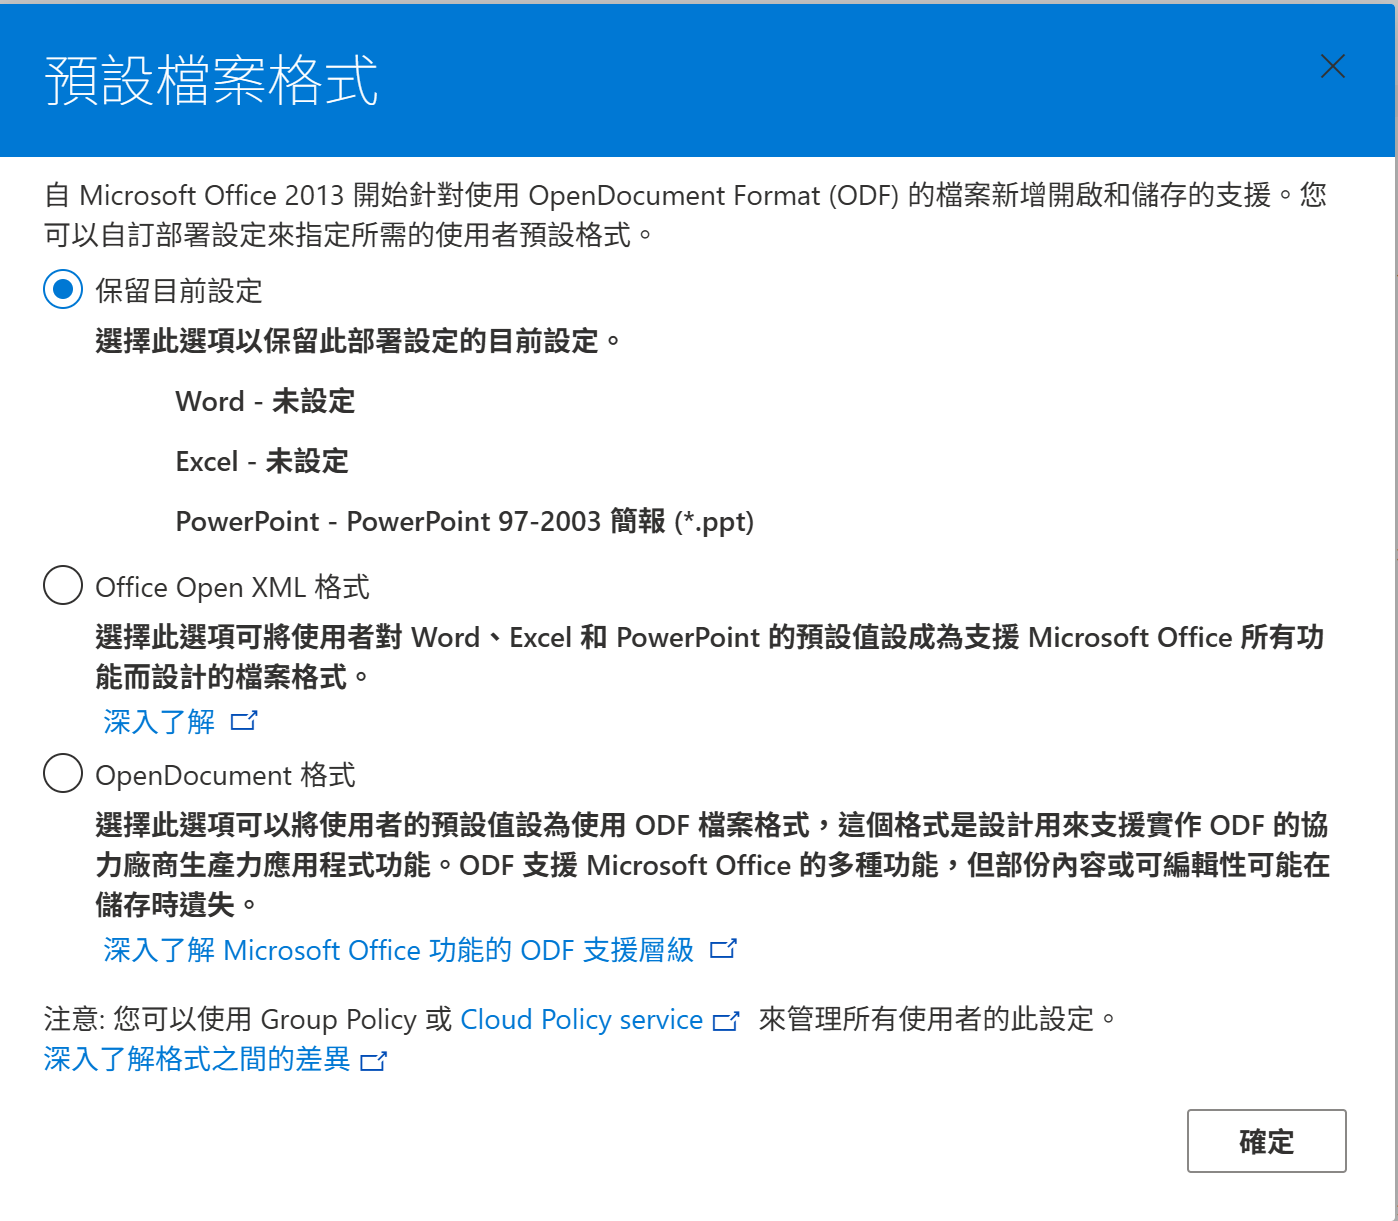 預設檔案格式
自 Microsoft Office 2013 開始針對使用 OpenDocument Format (ODF) 的檔案新增開啟和儲存的支援。您
可以自訂部署設定來指定所需的使用者預設格式。
保留目前設定
選擇此選項以保留此部署設定的目前設定。
Word - 未設定
Excel - 未設定
PowerPoint - PowerPoint 97-2003 簡報 (*.ppt)
Office Open XML 格式
選擇此選項可將使用者對 Word、Excel 和 PowerPoint 的預設值設成為支援 Microsoft Office 所有功
能而設計的檔案格式。
深入了解
OpenDocument 格式
選擇此選項可以將使用者的預設值設為使用 ODF 檔案格式，這個格式是設計用來支援實作 ODF 的協
力廠商生產力應用程式功能。ODF 支援 Microsoft Office 的多種功能，但部份內容或可編輯性可能在
儲存時遺失。
深入了解 Microsoft Office 功能的 ODF 支援層級
注意: 您可以使用 Group Policy 或 Cloud Policy service 來管理所有使用者的此設定。
深入了解格式之間的差異
確定